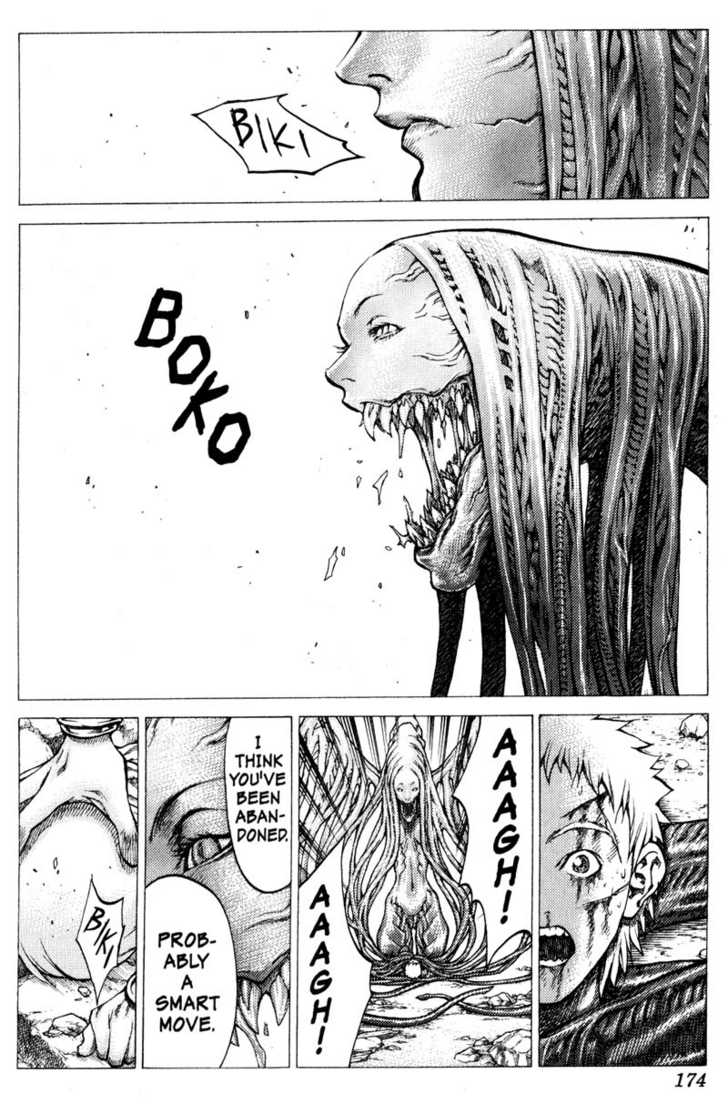 BIKI
BOKO
AAAGH!
AAAGH!
I
THINK
YOU'VE
BEEN
ABAN-
DONED.
PROB-
ABLY
A
SMART
MOVE.
BIKI
174